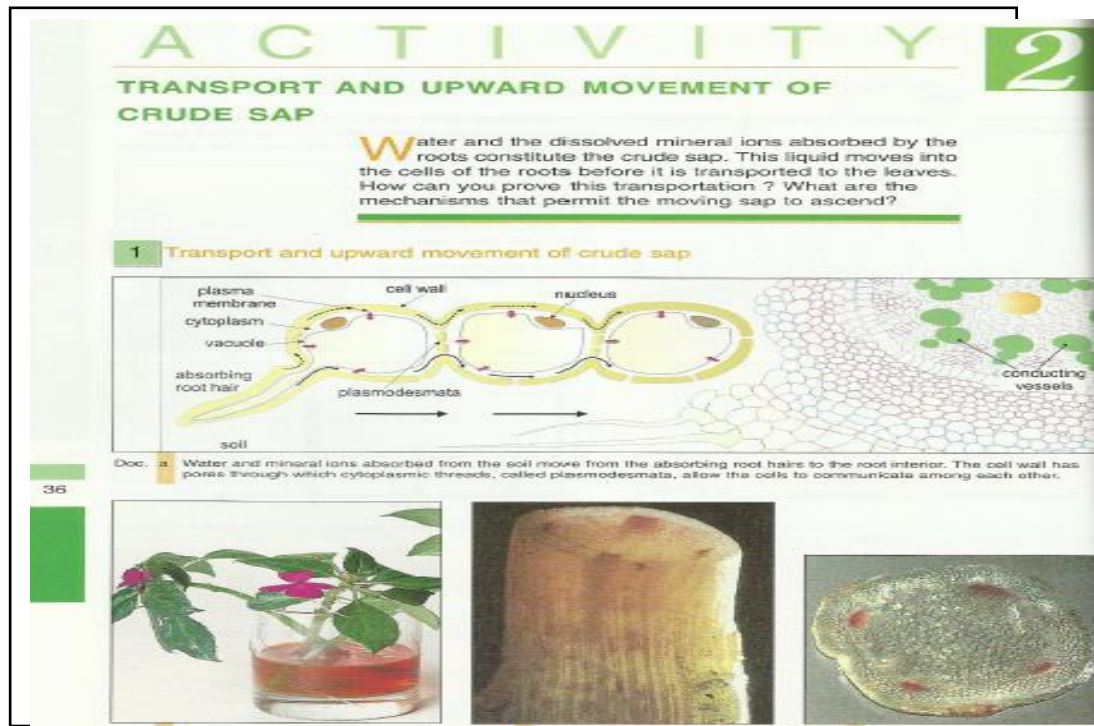 ACTIVITY 2
TRANSPORT AND UPWARD MOVEMENT OF
CRUDE SAP
Water and the dissolved mineral ions absorbed by the
roots constitute the crude sap. This liquid moves into
the cells of the roots before it is transported to the leaves.
How can you prove this transportation ? What are the
mechanisms that permit the moving sap to ascend?
1 Transport and upward movement of crude sap
plasma
membrane
cell wall
nucleus
cytoplasm
vacuole
absorbing
root hair
plasmodesmata
conducting
vessels
soil
Doc. a Water and mineral ions absorbed from the soil move from the absorbing root hairs to the root interior. The cell wall has
pores through which cytoplasmic threads, called plasmodesmata, allow the cells to communicate among each other.
36